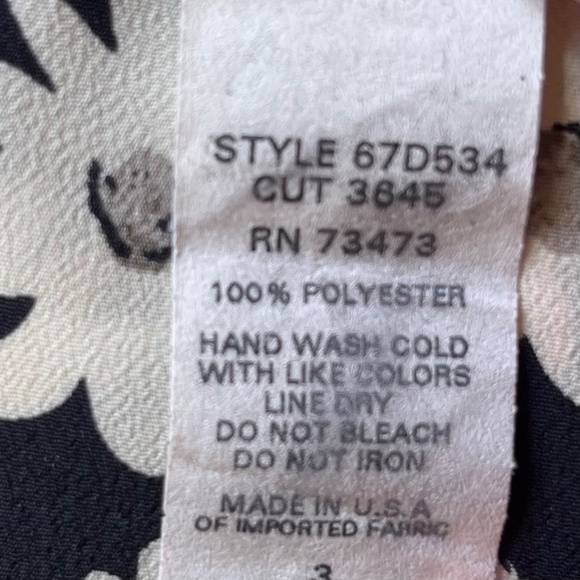 STYLE 67D534
CUT 3645
RN 73473
100% POLYESTER
HAND WASH COLD
WITH LIKE COLORS
LINE DRY
DO NOT BLEACH
DO NOT IRON
MADE IN U.S.A
OF IMPORTED FABRIC
3